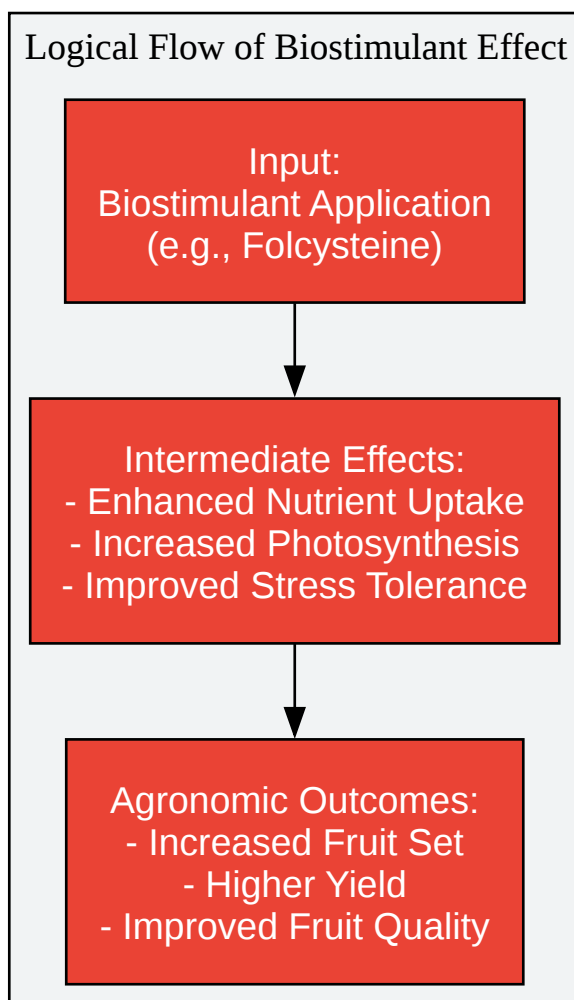 Logical Flow of Biostimulant Effect
Input:
Biostimulant Application
(e.g., Folcysteine)
Intermediate Effects:
- Enhanced Nutrient Uptake
- Increased Photosynthesis
- Improved Stress Tolerance
Agronomic Outcomes:
- Increased Fruit Set
- Higher Yield
- Improved Fruit Quality